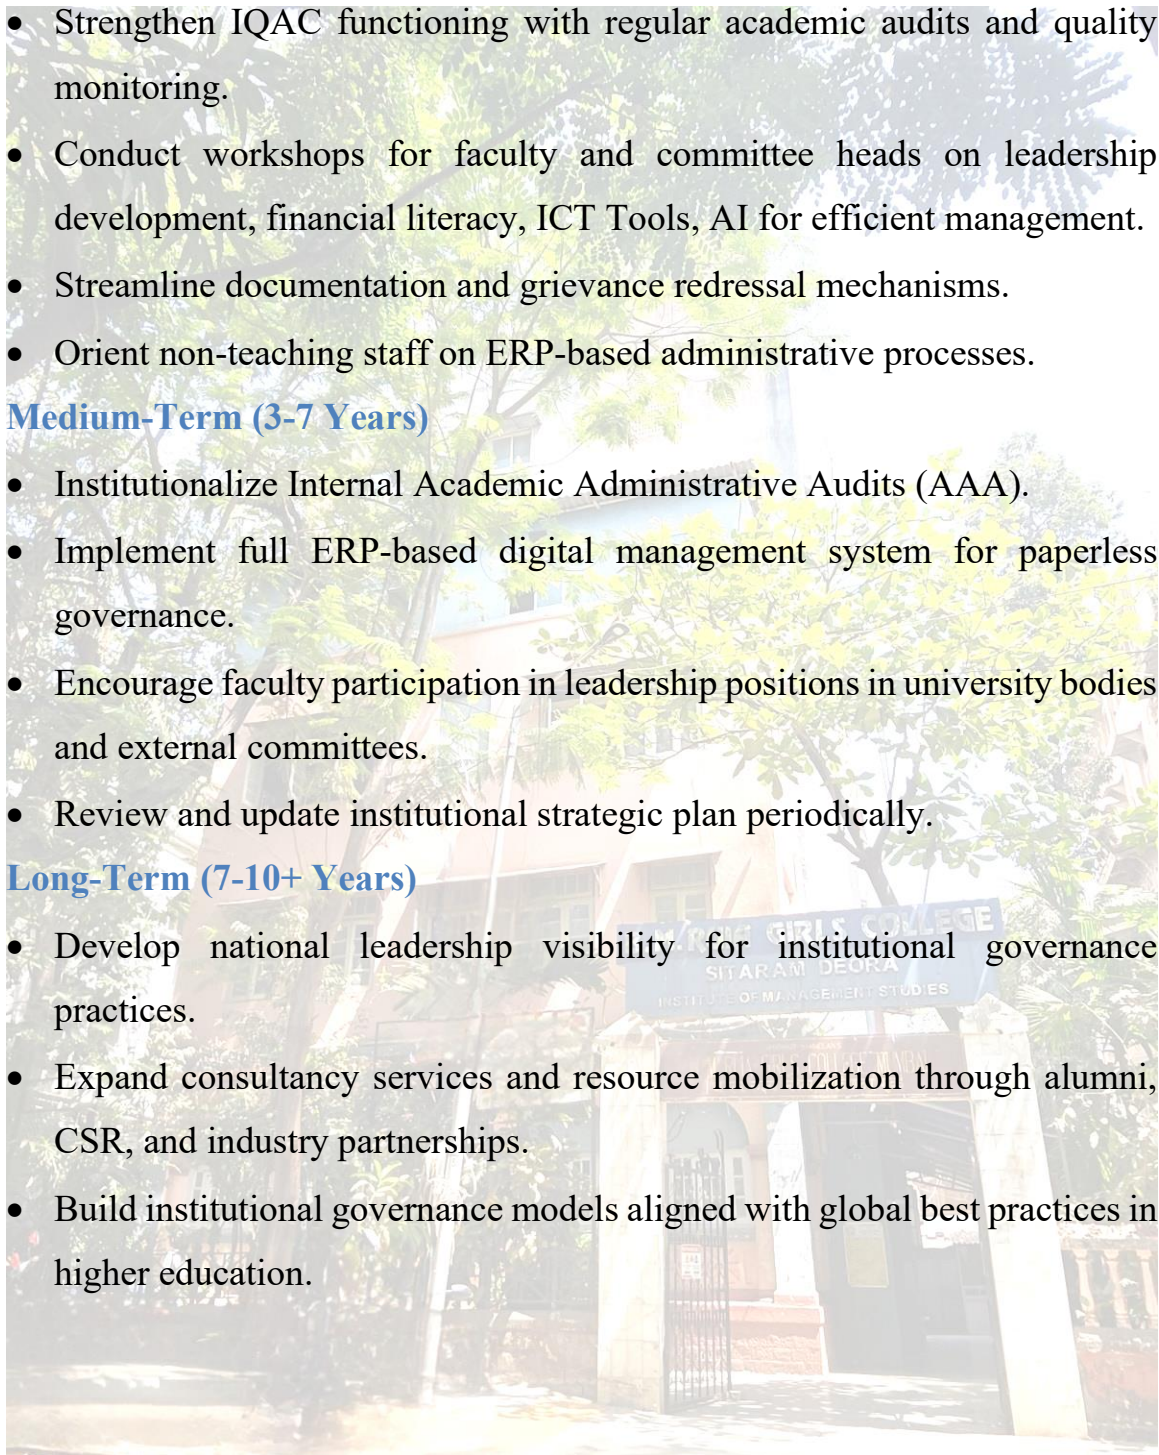 • Strengthen IQAC functioning with regular academic audits and quality
monitoring.
• Conduct workshops for faculty and committee heads on leadership
development, financial literacy, ICT Tools, AI for efficient management.
• Streamline documentation and grievance redressal mechanisms.
• Orient non-teaching staff on ERP-based administrative processes.
Medium-Term (3-7 Years)
• Institutionalize Internal Academic Administrative Audits (AAA).
• Implement full ERP-based digital management system for paperless
governance.
• Encourage faculty participation in leadership positions in university bodies
and external committees.
• Review and update institutional strategic plan periodically.
Long-Term (7-10+ Years)
• Develop national leadership visibility for institutional governance
practices.
• Expand consultancy services and resource mobilization through alumni,
CSR, and industry partnerships.
• Build institutional governance models aligned with global best practices in
higher education.
GIRLS COLLEGE
SITARAM DEORA
INSTITUTE OF MANAGEMENT STUDIES